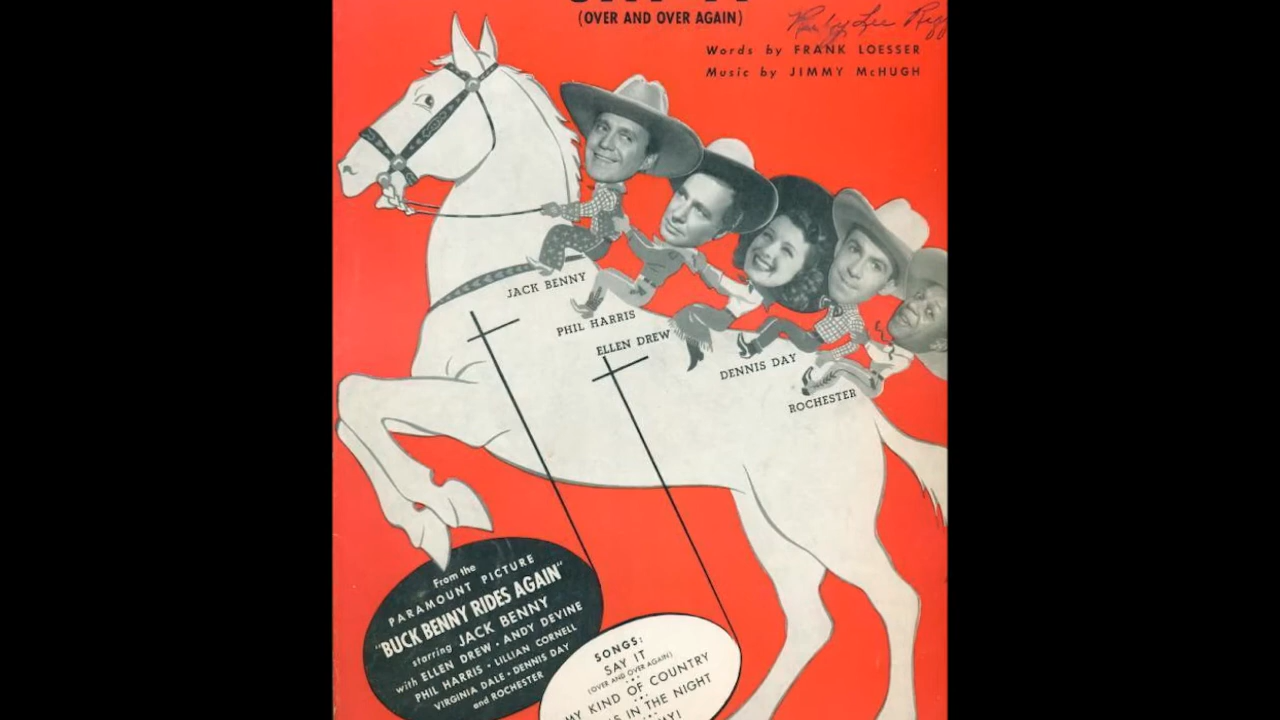 (OVER AND OVER AGAIN)
Words by FRANK LOESSER
Music by JIMMY McHUGH
JACK BENNY
PHIL HARRIS
ELLEN DREW
DENNIS DAY
ROCHESTER
From the
PARAMOUNT PICTURE
"BUCK BENNY RIDES AGAIN"
starring JACK BENNY
with ELLEN DREW • ANDY DEVINE
PHIL HARRIS • LILLIAN CORNELL
VIRGINIA DALE • DENNIS DAY
and ROCHESTER
SONGS:
SAY IT
(OVER AND OVER AGAIN)
MY KIND OF COUNTRY
IN THE NIGHT